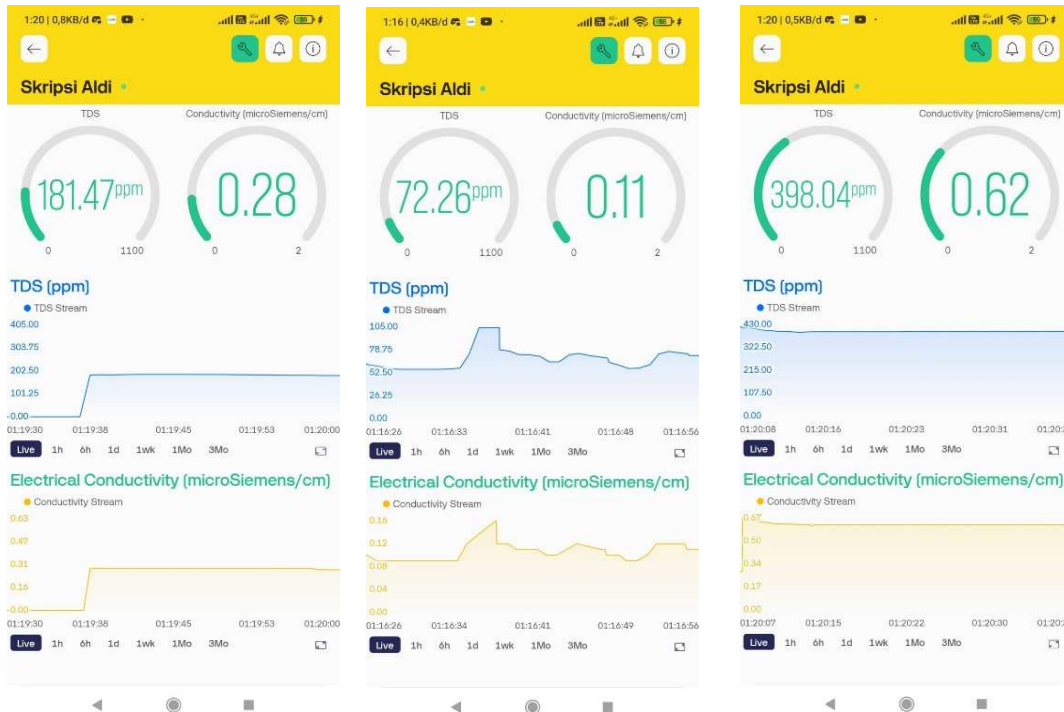 1:20 | 0,8KB/d
Skripsi Aldi
TDS
Conductivity (microSiemens/cm)
181.47ppm
0.28
0
1100
0
2
TDS (ppm)
TDS Stream
405.00
303.75
202.50
101.25
-0.00
01:19:30 01:19:38 01:19:45 01:19:53 01:20:00
Live 1h 6h 1d 1wk 1Mo 3Mo
Electrical Conductivity (microSiemens/cm)
Conductivity Stream
0.63
0.47
0.31
0.16
-0.00
01:19:30 01:19:38 01:19:45 01:19:53 01:20:00
Live 1h 6h 1d 1wk 1Mo 3Mo
1:16 | 0,4KB/d
Skripsi Aldi
TDS
Conductivity (microSiemens/cm)
72.26ppm
0.11
0
1100
0
2
TDS (ppm)
TDS Stream
105.00
78.75
52.50
26.25
0.00
01:16:26 01:16:33 01:16:41 01:16:48 01:16:56
Live 1h 6h 1d 1wk 1Mo 3Mo
Electrical Conductivity (microSiemens/cm)
Conductivity Stream
0.16
0.12
0.08
0.04
0.00
01:16:26 01:16:34 01:16:41 01:16:49 01:16:56
Live 1h 6h 1d 1wk 1Mo 3Mo
1:20 | 0,5KB/d
Skripsi Aldi
TDS
Conductivity (microSiemens/cm)
398.04ppm
0.62
0
1100
0
2
TDS (ppm)
TDS Stream
430.00
322.50
215.00
107.50
0.00
01:20:08 01:20:16 01:20:23 01:20:31
Live 1h 6h 1d 1wk 1Mo 3Mo
Electrical Conductivity (microSiemens/cm)
Conductivity Stream
0.67
0.50
0.34
0.17
0.00
01:20:07 01:20:15 01:20:22 01:20:30
Live 1h 6h 1d 1wk 1Mo 3Mo